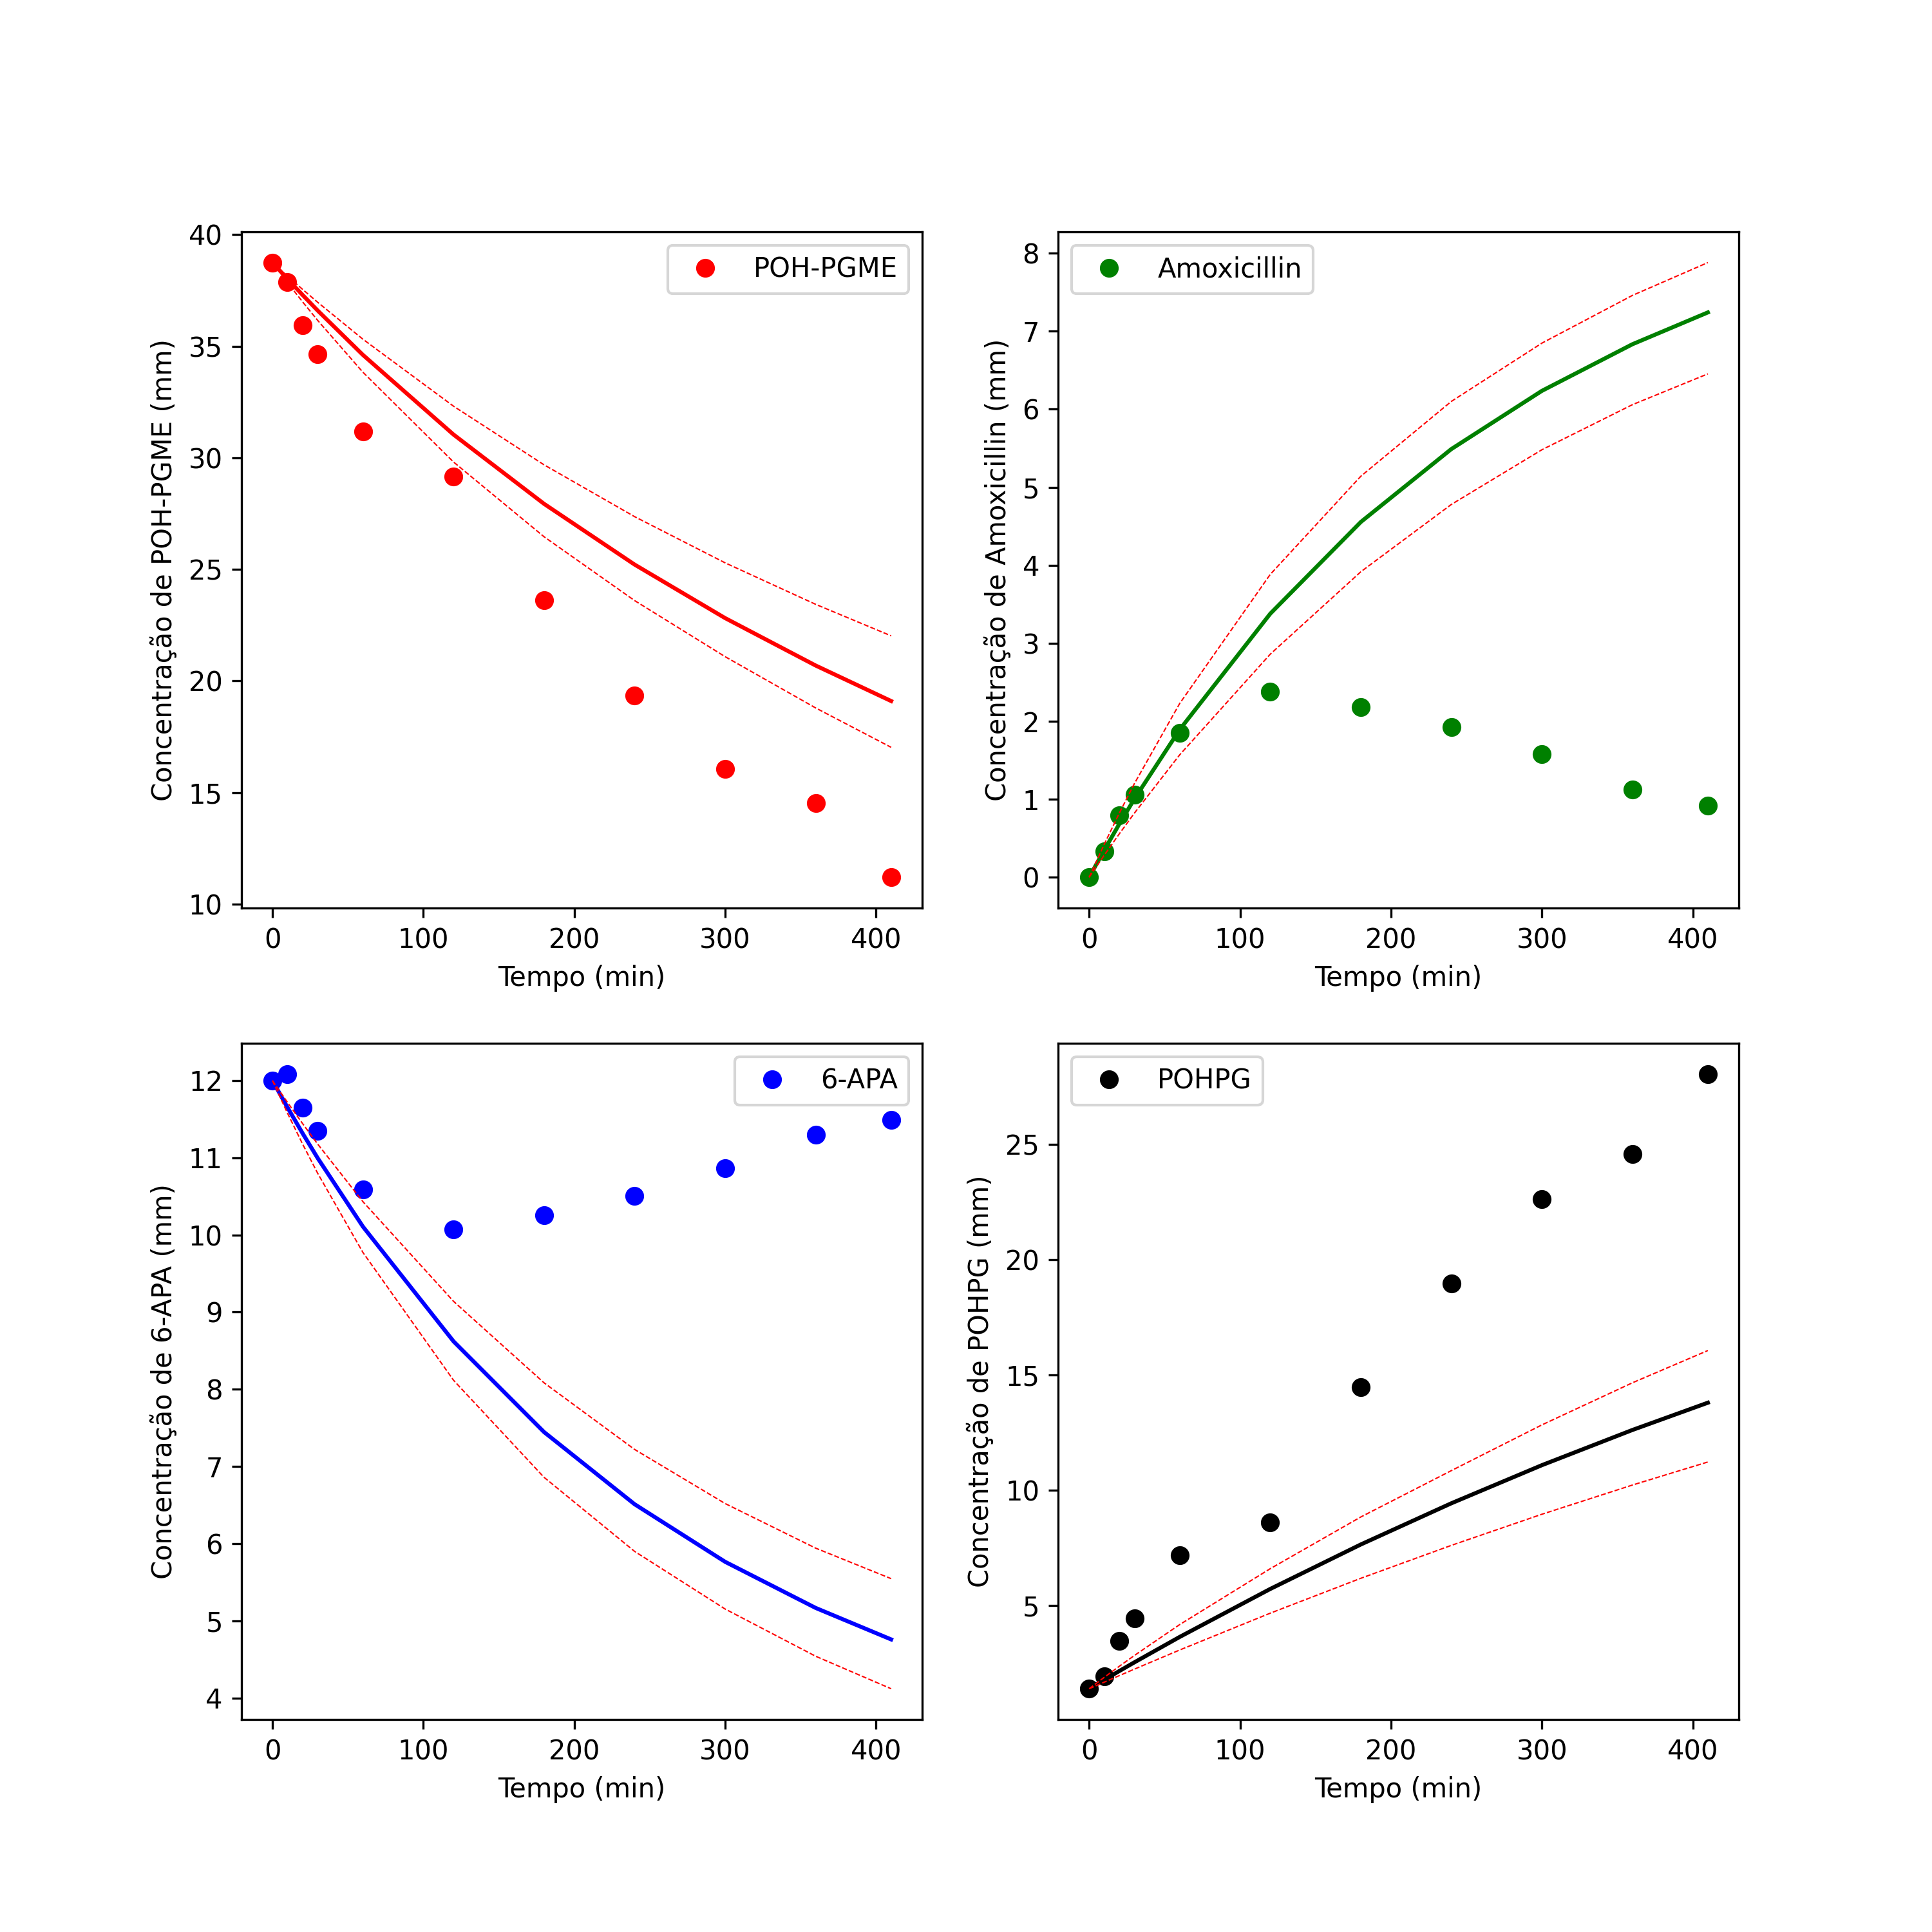 POH-PGME
Concentração de POH-PGME (mm)
40
35
30
25
20
15
10
0 100 200 300 400
Tempo (min)
Amoxicillin
Concentração de Amoxicillin (mm)
8
7
6
5
4
3
2
1
0
0 100 200 300 400
Tempo (min)
6-APA
Concentração de 6-APA (mm)
12
11
10
9
8
7
6
5
4
0 100 200 300 400
Tempo (min)
POHPG
Concentração de POHPG (mm)
25
20
15
10
5
0 100 200 300 400
Tempo (min)